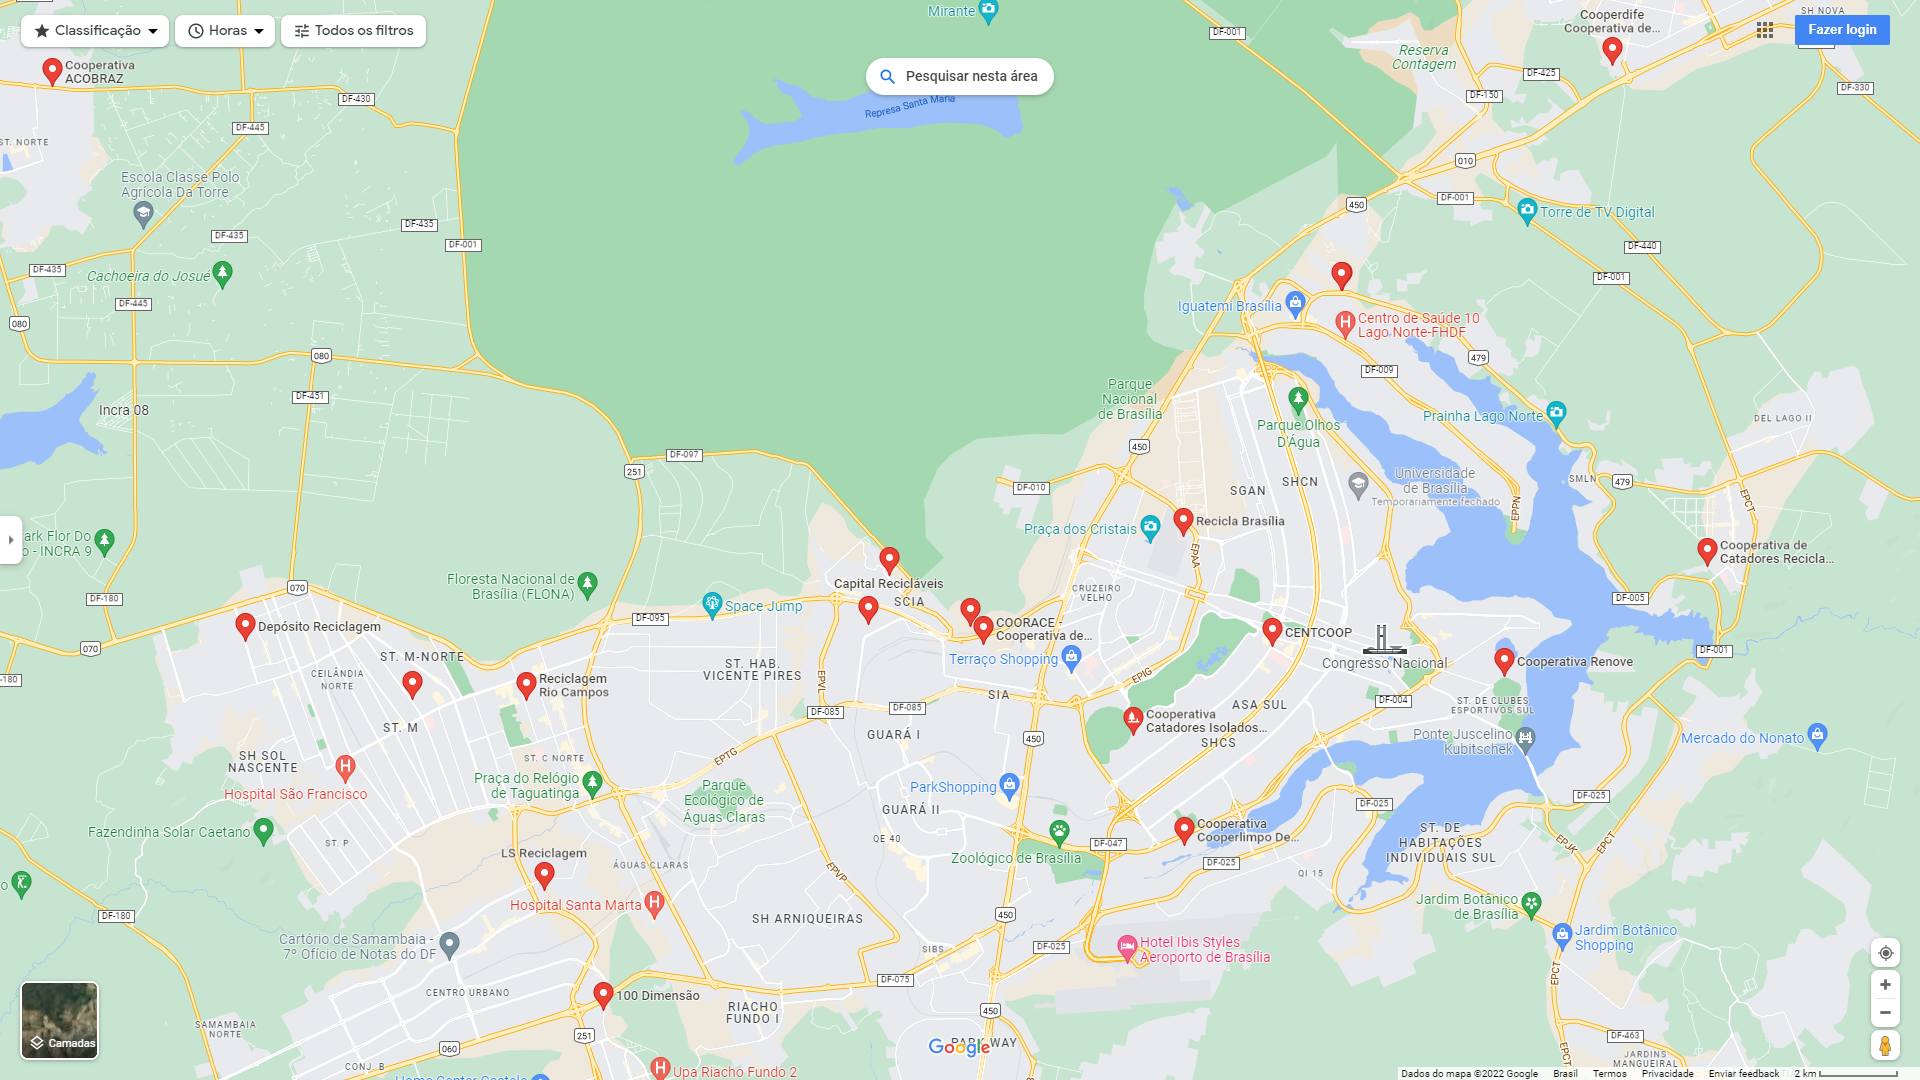 Classificação
Horas
Todos os filtros
Pesquisar nesta área
Fazer login
Mirante
DF-001
Reserva
Contagem
SH NOVA
Cooperdife
Cooperativa de...
Cooperativa
ACOBRAZ
DF-430
DF-425
DF-150
DF-330
Represa Santa Maria
DF-445
ST. NORTE
010
Escola Classe Polo
Agrícola Da Torre
DF-001
450
Torre de TV Digital
DF-435
DF-435
DF-001
DF-440
DF-435
Cachoeira do Josué
DF-001
DF-445
Iguatemi Brasília
Centro de Saúde 10
Lago Norte-FHDF
080
080
479
DF-009
DF-451
Incra 08
Parque
Nacional
de Brasília
Parque Olhos
D'Água
Prainha Lago Norte
DEL LAGO II
450
DF-097
251
Universidade
de Brasília
Temporariamente fechado
SMLN
479
SHCN
SGAN
DF-010
EPPN
EPCT
Praça dos Cristais
Recicla Brasília
ark Flor Do
o - INCRA 9
EPAA
Cooperativa de
Catadores Recicla...
Floresta Nacional de
Brasília (FLONA)
Capital Recicláveis
SCIA
CRUZEIRO
VELHO
070
DF-180
DF-005
Space Jump
DF-095
Depósito Reciclagem
COORACE -
Cooperativa de...
CENTCOOP
070
DF-001
ST. M-NORTE
Terraço Shopping
Congresso Nacional
Cooperativa Renove
CEILÂNDIA
NORTE
ST. HAB.
VICENTE PIRES
EPIG
-180
Reciclagem
Rio Campos
EPVL
SIA
DF-004
ST. DE CLUBES
ESPORTIVOS SUL
DF-085
DF-085
ASA SUL
Cooperativa
Catadores Isolados...
ST. M
GUARÁ I
450
SHCS
Ponte Juscelino
Kubitschek
Mercado do Nonato
SH SOL
NASCENTE
ST. C NORTE
EPTG
Hospital São Francisco
Praça do Relógio
de Taguatinga
Parque
Ecológico de
Águas Claras
ParkShopping
GUARÁ II
DF-025
DF-025
Fazendinha Solar Caetano
ST. P
QE 40
Cooperativa
Cooperlimpo De...
ST. DE
HABITAÇÕES
INDIVIDUAIS SUL
EPJK
EPCT
DF-047
LS Reciclagem
ÁGUAS CLARAS
Zoológico de Brasília
DF-025
EPVP
QI 15
o
Hospital Santa Marta
Jardim Botânico
de Brasília
DF-180
SH ARNIQUEIRAS
450
Jardim Botânico
Shopping
Cartório de Samambaia -
7º Ofício de Notas do DF
SIBS
DF-025
Hotel Ibis Styles
Aeroporto de Brasília
EPCT
DF-075
CENTRO URBANO
100 Dimensão
RIACHO
FUNDO I
450
SAMAMBAIA
NORTE
251
DF-463
Camadas
060
Google
PARK WAY
EPCT
JARDINS
MANGUEIRAL
CONJ. B
Upa Riacho Fundo 2
Home Center Castelo
Dados do mapa ©2022 Google
Brasil
Termos
Privacidade
Enviar feedback
2 km